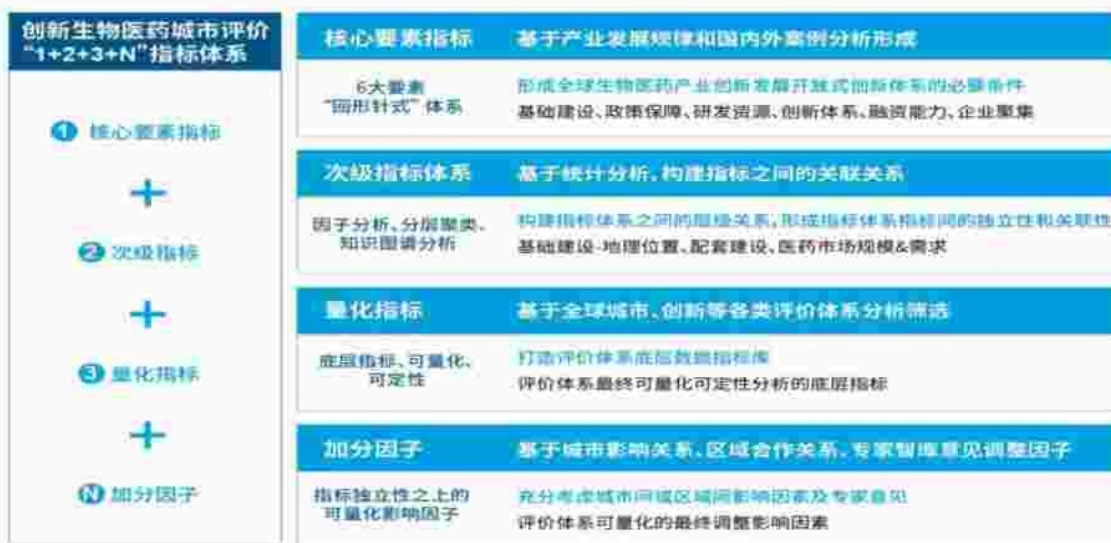 创新生物医药城市评价
“1+2+3+N”指标体系
1 核心要素指标
+
2 次级指标
+
3 量化指标
+
N 加分因子
核心要素指标 基于产业发展规律和国内外案例分析形成
6大要素
“回形针式”体系
形成全球生物医药产业创新发展开放式创新体系的必要条件
基础建设、政策保障、研发资源、创新体系、融资能力、企业聚集
次级指标体系 基于统计分析,构建指标之间的关联关系
因子分析、分层聚类、
知识图谱分析
构建指标体系之间的层级关系,形成指标体系指标间的独立性和关联性
基础建设-地理位置、配套建设、医药市场规模&需求
量化指标 基于全球城市、创新等各类评价体系分析筛选
底层指标、可量化、
可定性
打造评价体系底层数据指标库
评价体系最终可量化可定性分析的底层指标
加分因子 基于城市影响关系、区域合作关系、专家智库意见调整因子
指标独立性之上的
可量化影响因子
充分考虑城市间或区域间影响因素及专家意见
评价体系可量化的最终调整影响因素